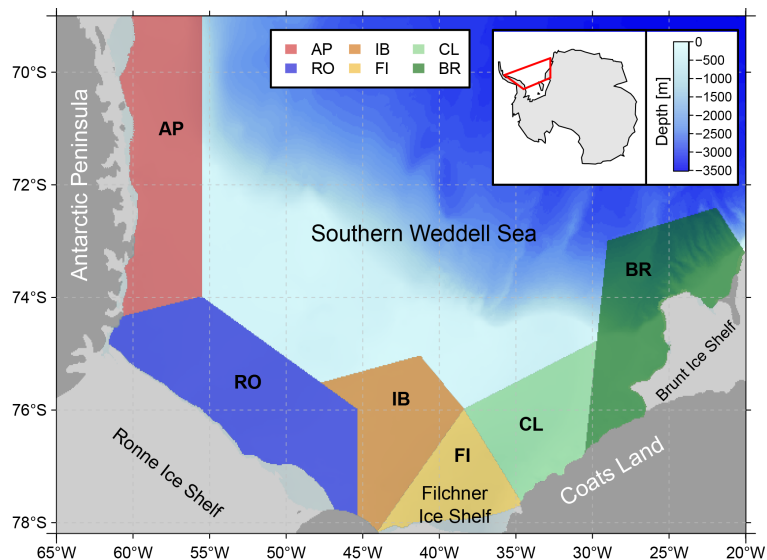 AP IB CL
RO FI BR
0
−500
−1000
−1500
−2000
−2500
−3000
−3500
Depth [m]
70°S
72°S
74°S
76°S
78°S
Antarctic Peninsula
AP
Southern Weddell Sea
BR
RO
IB
CL
FI
Brunt Ice Shelf
Ronne Ice Shelf
Filchner
Ice Shelf
Coats Land
65°W 60°W 55°W 50°W 45°W 40°W 35°W 30°W 25°W 20°W